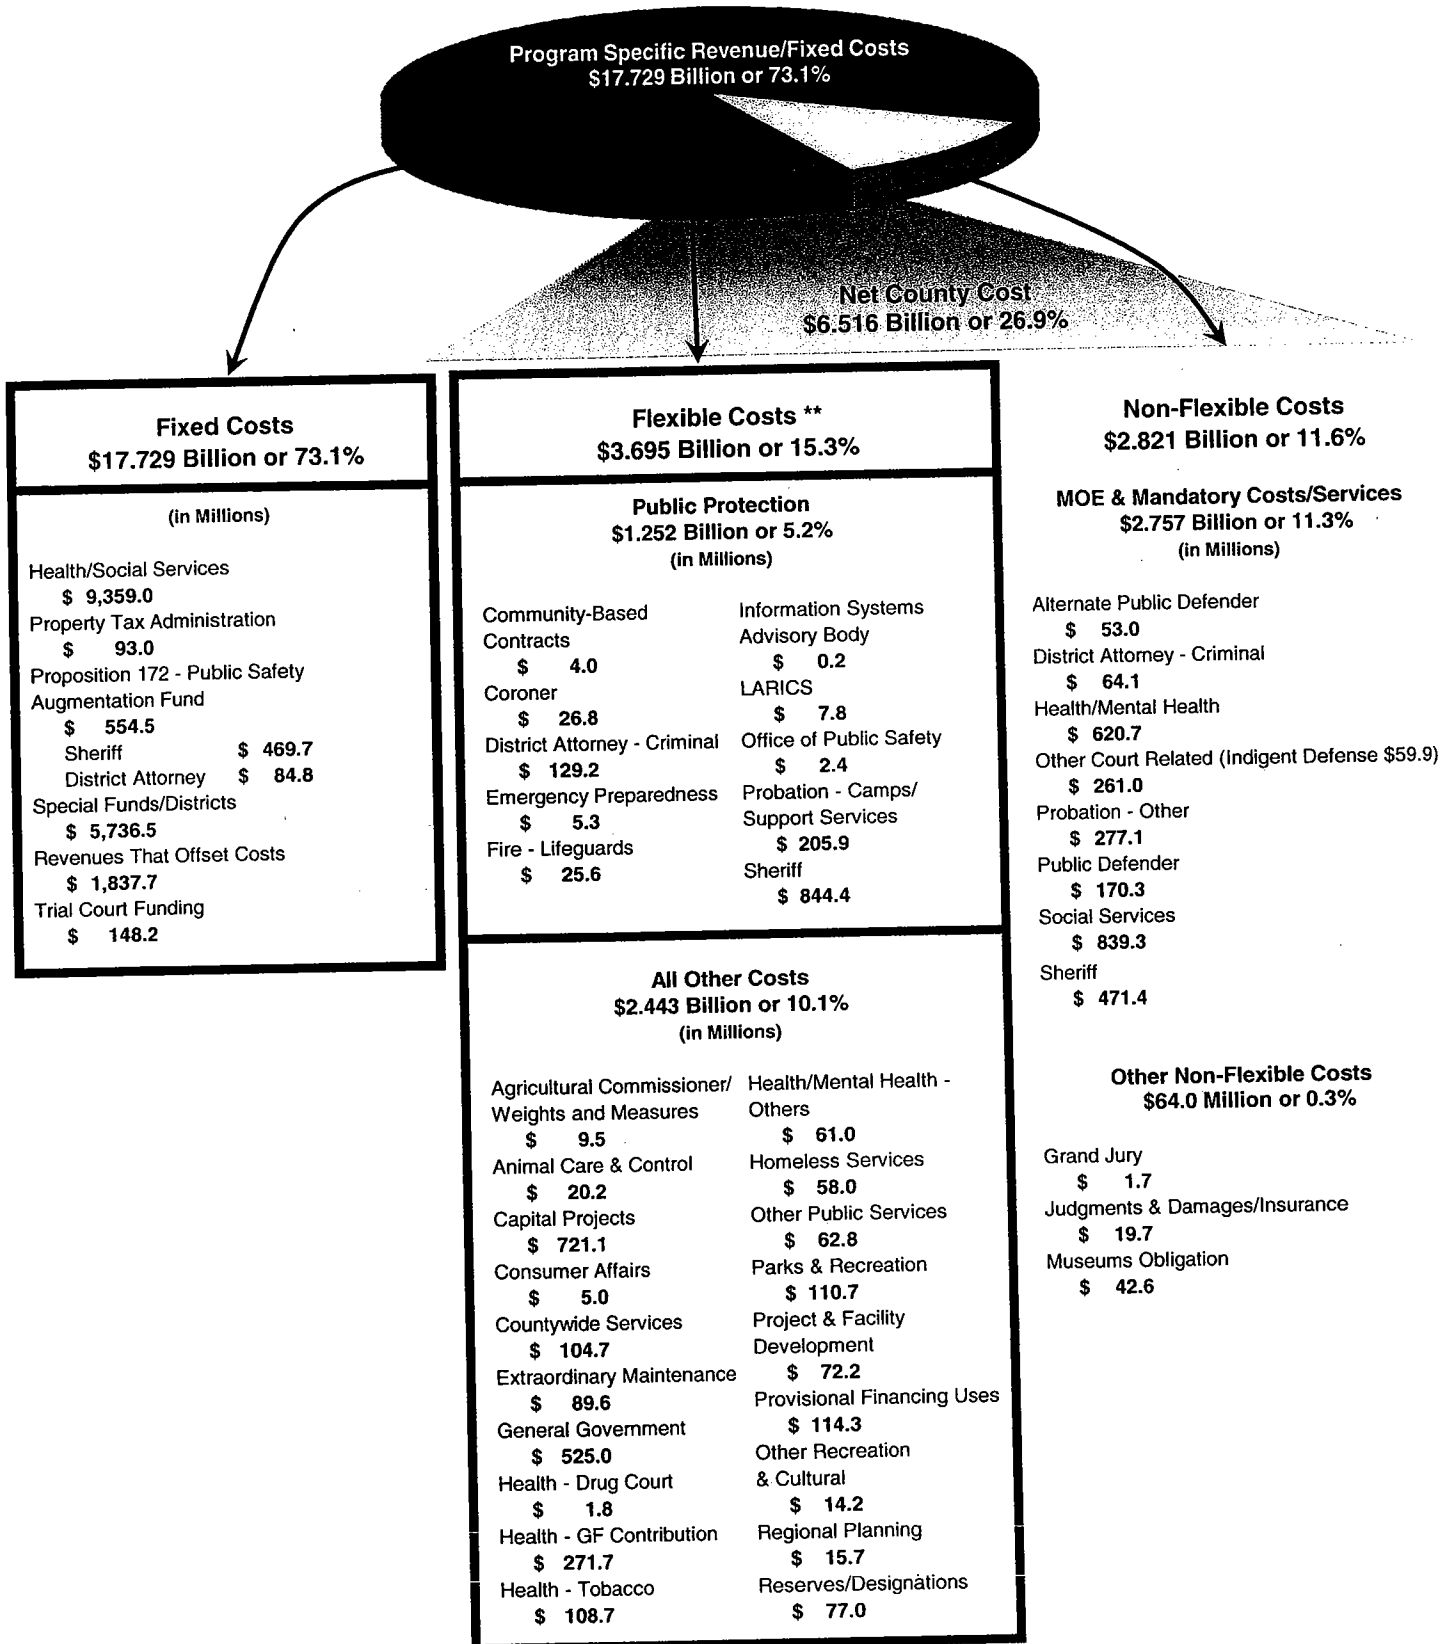 Program Specific Revenue/Fixed Costs
$17.729 Billion or 73.1%
Net County Cost
$6.516 Billion or 26.9%
Fixed Costs
$17.729 Billion or 73.1%
(in Millions)
Health/Social Services
$ 9,359.0
Property Tax Administration
$ 93.0
Proposition 172 - Public Safety
Augmentation Fund
$ 554.5
Sheriff $ 469.7
District Attorney $ 84.8
Special Funds/Districts
$ 5,736.5
Revenues That Offset Costs
$ 1,837.7
Trial Court Funding
$ 148.2
Flexible Costs **
$3.695 Billion or 15.3%
Public Protection
$1.252 Billion or 5.2%
(in Millions)
Community-Based
Contracts
$ 4.0
Coroner
$ 26.8
District Attorney - Criminal
$ 129.2
Emergency Preparedness
$ 5.3
Fire - Lifeguards
$ 25.6
Information Systems
Advisory Body
$ 0.2
LARICS
$ 7.8
Office of Public Safety
$ 2.4
Probation - Camps/
Support Services
$ 205.9
Sheriff
$ 844.4
All Other Costs
$2.443 Billion or 10.1%
(in Millions)
Agricultural Commissioner/
Weights and Measures
$ 9.5
Animal Care & Control
$ 20.2
Capital Projects
$ 721.1
Consumer Affairs
$ 5.0
Countywide Services
$ 104.7
Extraordinary Maintenance
$ 89.6
General Government
$ 525.0
Health - Drug Court
$ 1.8
Health - GF Contribution
$ 271.7
Health - Tobacco
$ 108.7
Health/Mental Health -
Others
$ 61.0
Homeless Services
$ 58.0
Other Public Services
$ 62.8
Parks & Recreation
$ 110.7
Project & Facility
Development
$ 72.2
Provisional Financing Uses
$ 114.3
Other Recreation
& Cultural
$ 14.2
Regional Planning
$ 15.7
Reserves/Designations
$ 77.0
Non-Flexible Costs
$2.821 Billion or 11.6%
MOE & Mandatory Costs/Services
$2.757 Billion or 11.3%
(in Millions)
Alternate Public Defender
$ 53.0
District Attorney - Criminal
$ 64.1
Health/Mental Health
$ 620.7
Other Court Related (Indigent Defense $59.9)
$ 261.0
Probation - Other
$ 277.1
Public Defender
$ 170.3
Social Services
$ 839.3
Sheriff
$ 471.4
Other Non-Flexible Costs
$64.0 Million or 0.3%
Grand Jury
$ 1.7
Judgments & Damages/Insurance
$ 19.7
Museums Obligation
$ 42.6